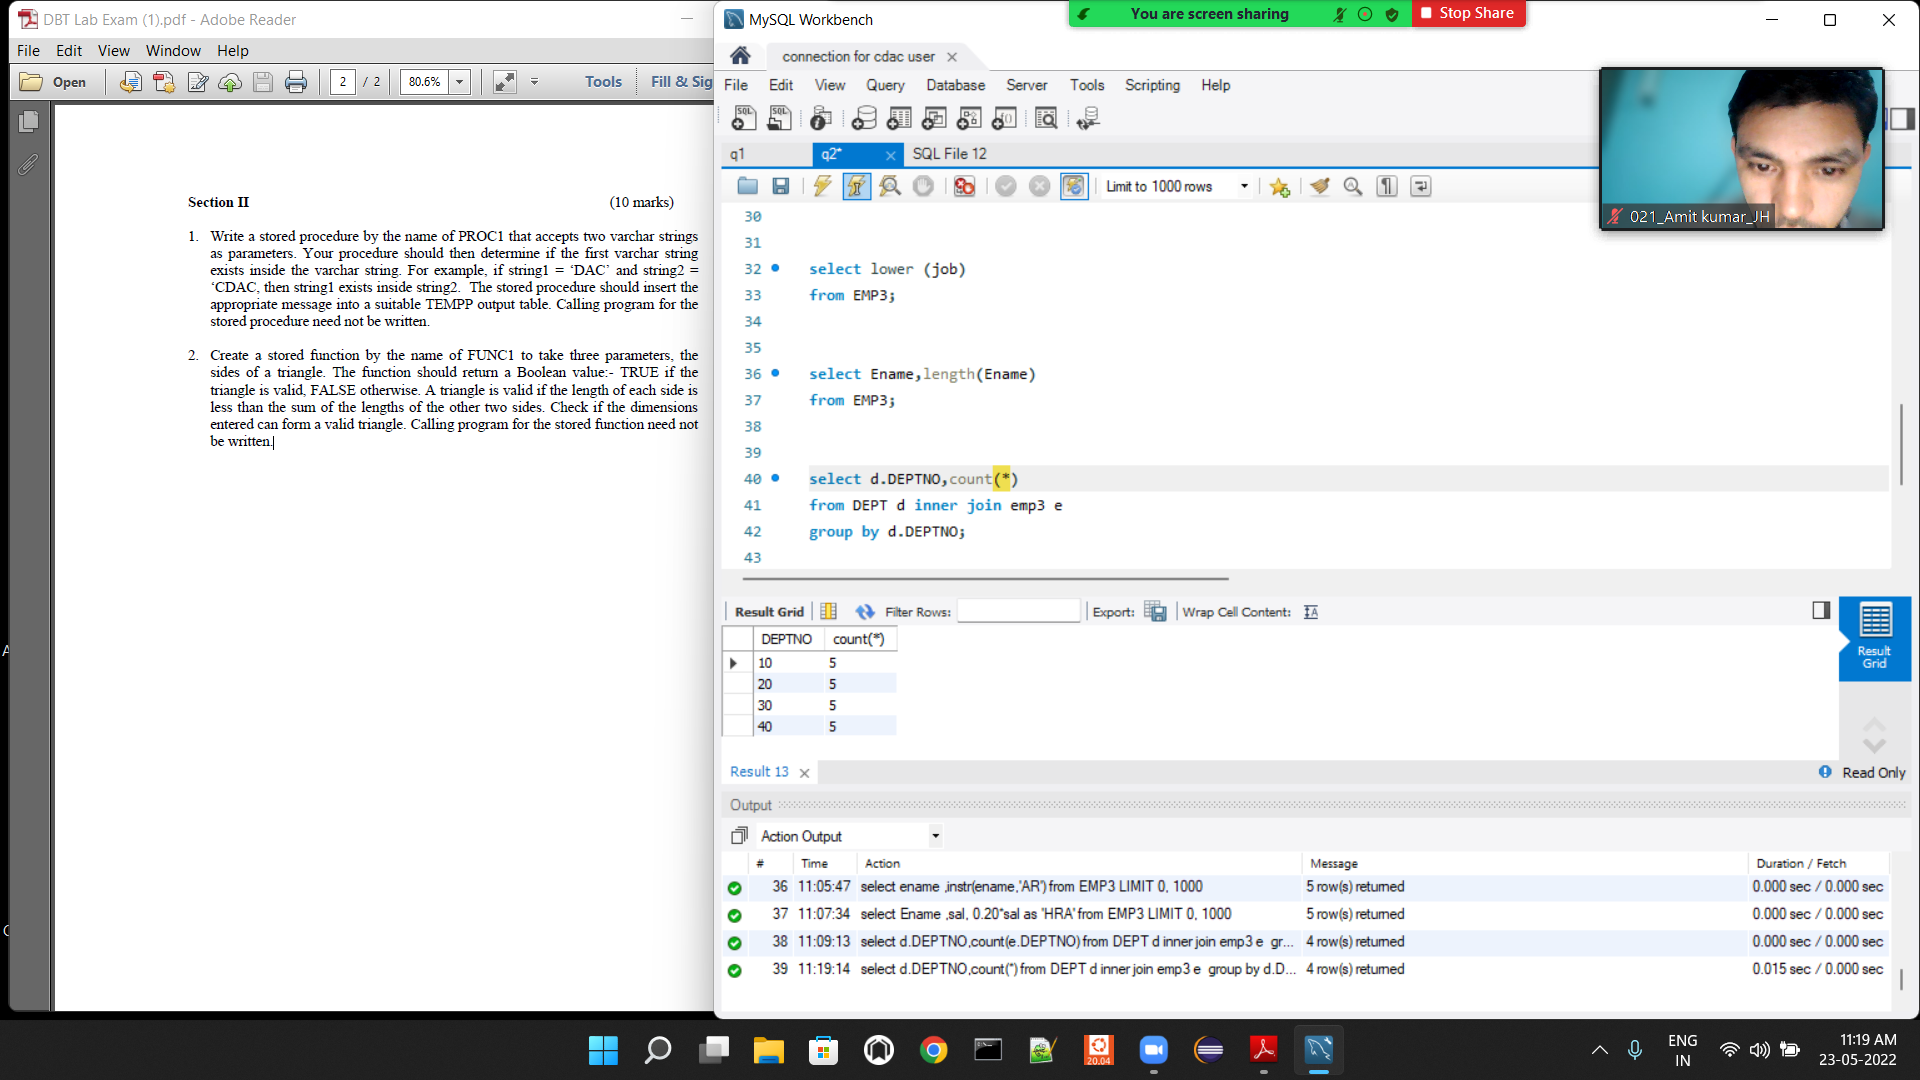 DBT Lab Exam (1).pdf - Adobe Reader
File Edit View Window Help
Open 2 / 2 80.6% Tools Fill & Sig
Section II (10 marks)
1. Write a stored procedure by the name of PROC1 that accepts two varchar strings
as parameters. Your procedure should then determine if the first varchar string
exists inside the varchar string. For example, if string1 = ‘DAC’ and string2 =
‘CDAC, then string1 exists inside string2. The stored procedure should insert the
appropriate message into a suitable TEMPP output table. Calling program for the
stored procedure need not be written.
2. Create a stored function by the name of FUNC1 to take three parameters, the
sides of a triangle. The function should return a Boolean value:- TRUE if the
triangle is valid, FALSE otherwise. A triangle is valid if the length of each side is
less than the sum of the lengths of the other two sides. Check if the dimensions
entered can form a valid triangle. Calling program for the stored function need not
be written.
MySQL Workbench
You are screen sharing Stop Share
connection for cdac user
File Edit View Query Database Server Tools Scripting Help
q1 q2* SQL File 12
Limit to 1000 rows
021_Amit kumar_JH
30
31
32 select lower (job)
33 from EMP3;
34
35
36 select Ename,length(Ename)
37 from EMP3;
38
39
40 select d.DEPTNO,count(*)
41 from DEPT d inner join emp3 e
42 group by d.DEPTNO;
43
Result Grid Filter Rows: Export: Wrap Cell Content:
DEPTNO count(*)
10 5
20 5
30 5
40 5
Result Grid
Result 13 Read Only
Output
Action Output
# Time Action Message Duration / Fetch
36 11:05:47 select ename ,instr(ename,'AR') from EMP3 LIMIT 0, 1000 5 row(s) returned 0.000 sec / 0.000 sec
37 11:07:34 select Ename ,sal, 0.20*sal as 'HRA' from EMP3 LIMIT 0, 1000 5 row(s) returned 0.000 sec / 0.000 sec
38 11:09:13 select d.DEPTNO,count(e.DEPTNO) from DEPT d inner join emp3 e gr... 4 row(s) returned 0.000 sec / 0.000 sec
39 11:19:14 select d.DEPTNO,count(*) from DEPT d inner join emp3 e group by d.D... 4 row(s) returned 0.015 sec / 0.000 sec
20.04
ENG
IN
11:19 AM
23-05-2022